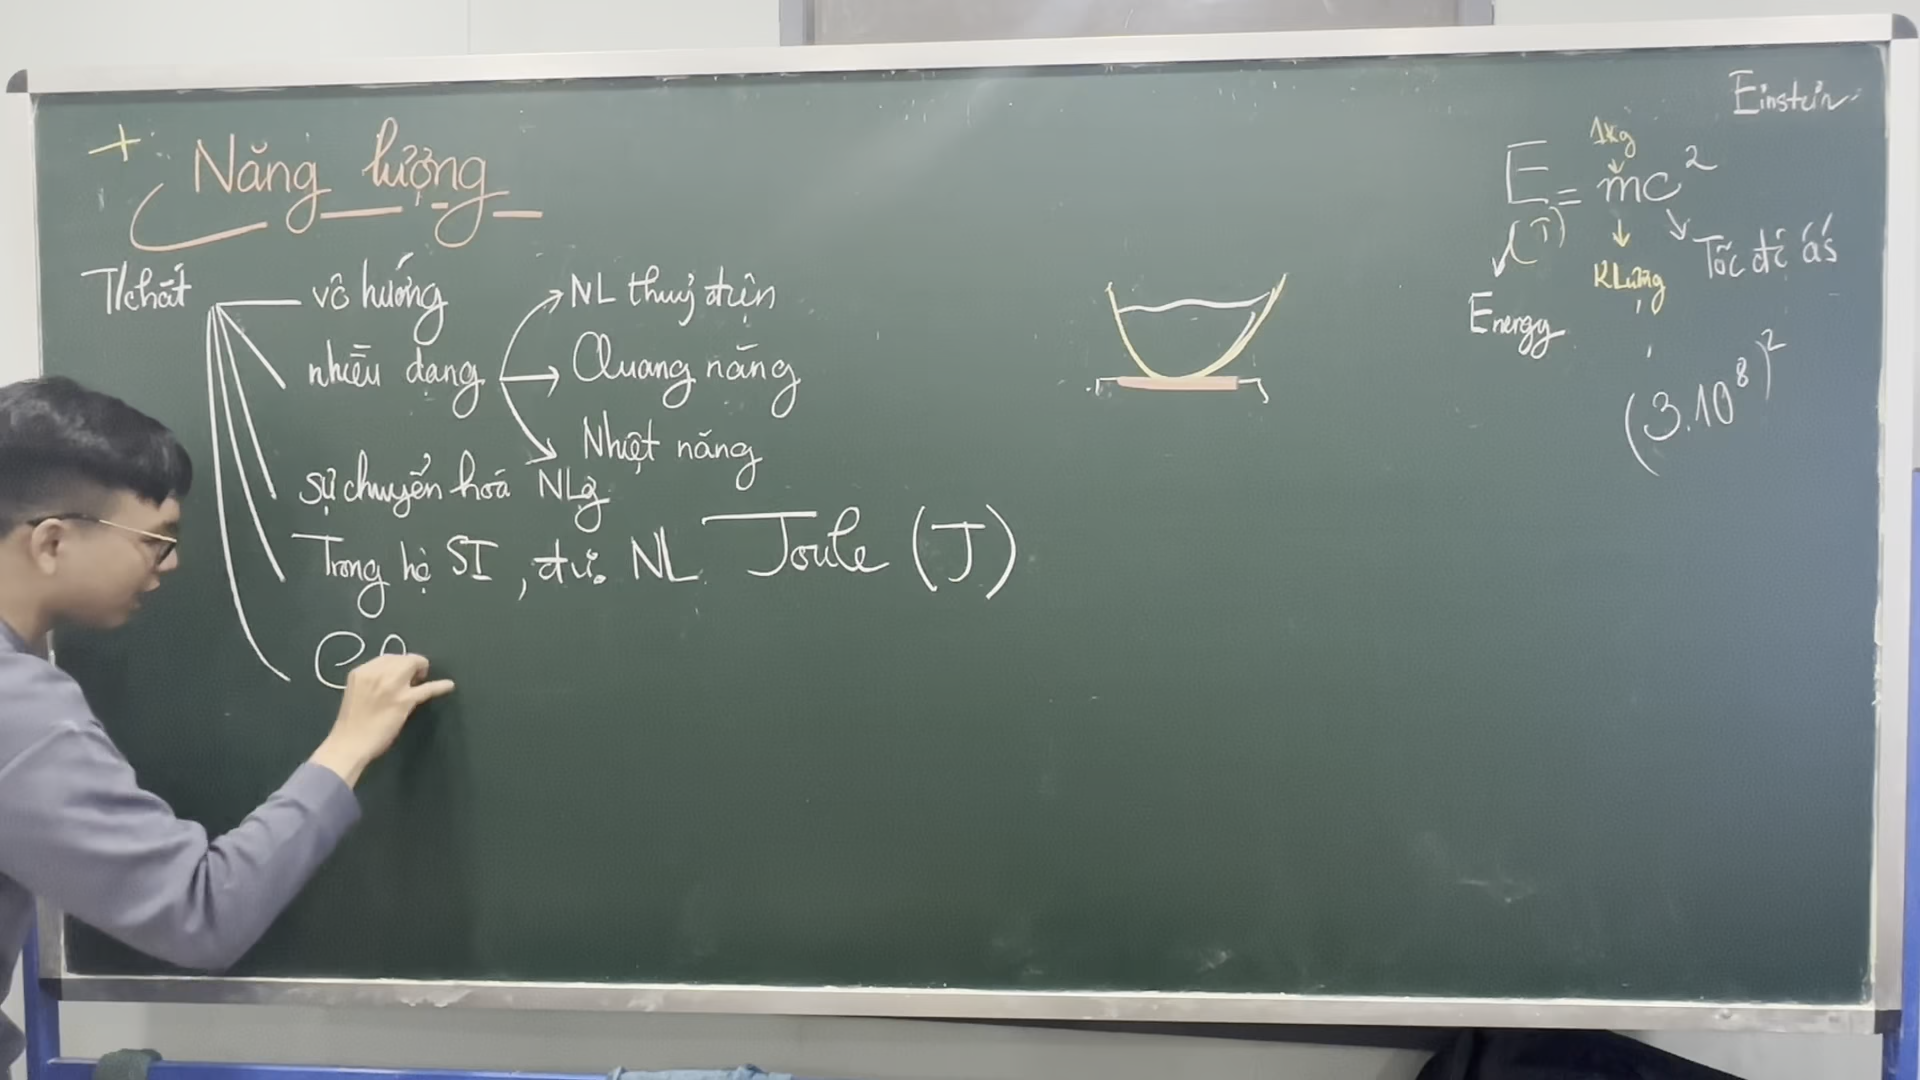 + Năng lượng
T/chất
vô hướng
nhiều dạng
NL thuỷ điện
Quang năng
Nhiệt năng
sự chuyển hoá NLg
Trong hệ SI, đv. NL Joule (J)
Einstein
1kg
E = mc²
(J)
Energy
KLượng
Tốc độ ás
(3.10⁸)²